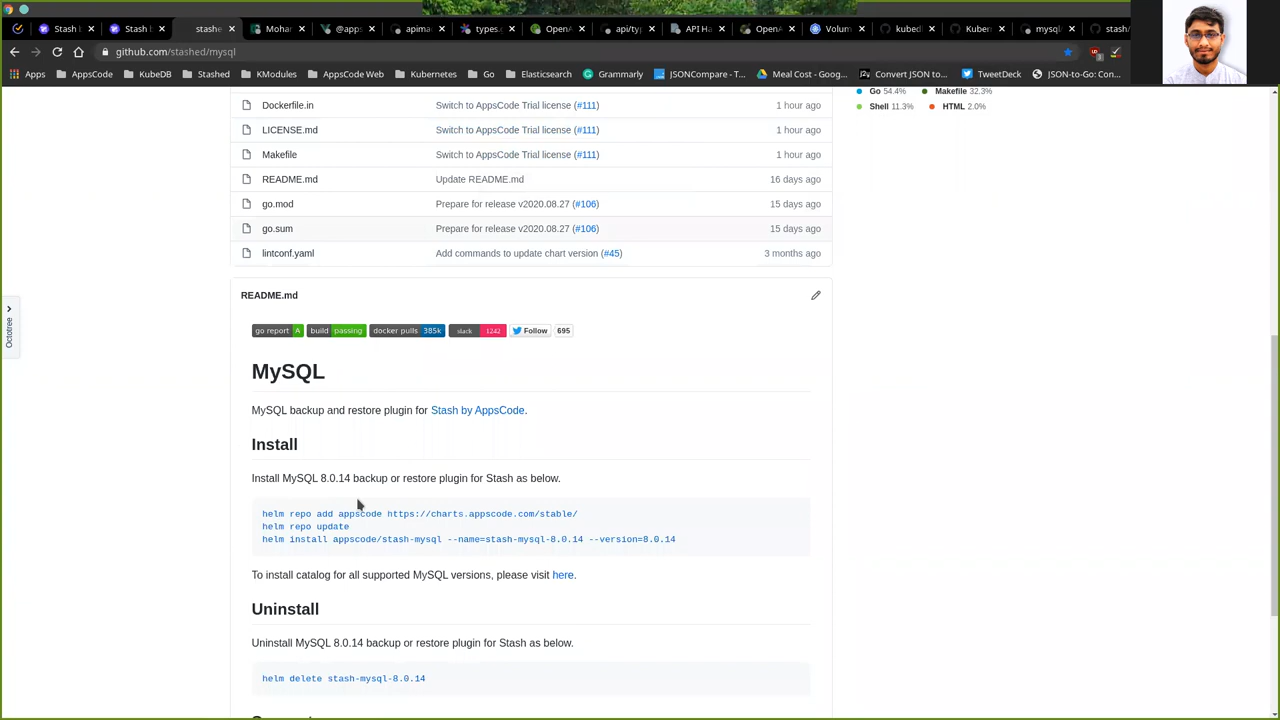 Stash b
Stash b
stashe
Mohar
@apps
apima
types.
OpenA
api/ty
API Ha
OpenA
Volum
kubedl
Kuber
mysql
stash/
github.com/stashed/mysql
Apps
AppsCode
KubeDB
Stashed
KModules
AppsCode Web
Kubernetes
Go
Elasticsearch
Grammarly
JSONCompare - T...
Meal Cost - Goog...
Convert JSON to...
TweetDeck
JSON-to-Go: Con...
Go 54.4% Makefile 32.3%
Shell 11.3% HTML 2.0%
Dockerfile.in Switch to AppsCode Trial license (#111) 1 hour ago
LICENSE.md Switch to AppsCode Trial license (#111) 1 hour ago
Makefile Switch to AppsCode Trial license (#111) 1 hour ago
README.md Update README.md 16 days ago
go.mod Prepare for release v2020.08.27 (#106) 15 days ago
go.sum Prepare for release v2020.08.27 (#106) 15 days ago
lintconf.yaml Add commands to update chart version (#45) 3 months ago
Octotree
README.md
go report A build passing docker pulls 385k slack 1242 Follow 695
MySQL
MySQL backup and restore plugin for Stash by AppsCode.
Install
Install MySQL 8.0.14 backup or restore plugin for Stash as below.
helm repo add appscode https://charts.appscode.com/stable/
helm repo update
helm install appscode/stash-mysql --name=stash-mysql-8.0.14 --version=8.0.14
To install catalog for all supported MySQL versions, please visit here.
Uninstall
Uninstall MySQL 8.0.14 backup or restore plugin for Stash as below.
helm delete stash-mysql-8.0.14